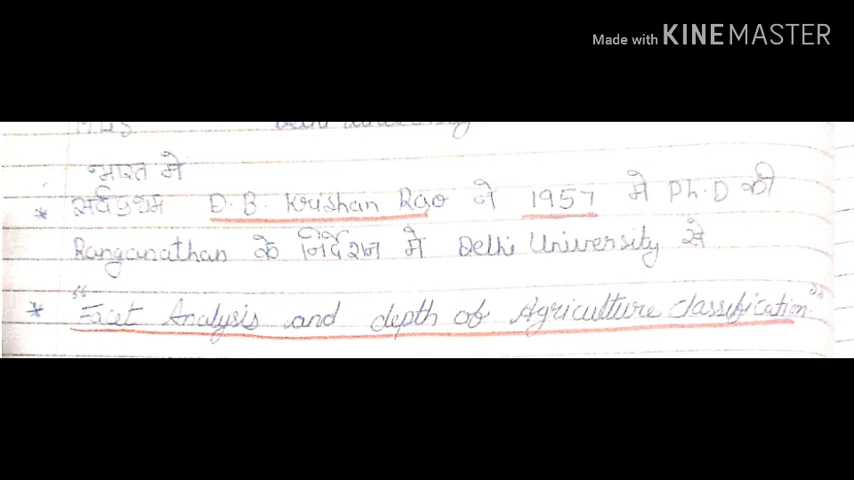 Made with KINEMASTER
भारत मे
* सर्वप्रथम D. B. Krishan Rao ने 1957 मे Ph.D की
Ranganathan के निर्देशन मे Delhi University से
* "Facet Analysis and depth of Agriculture classification"